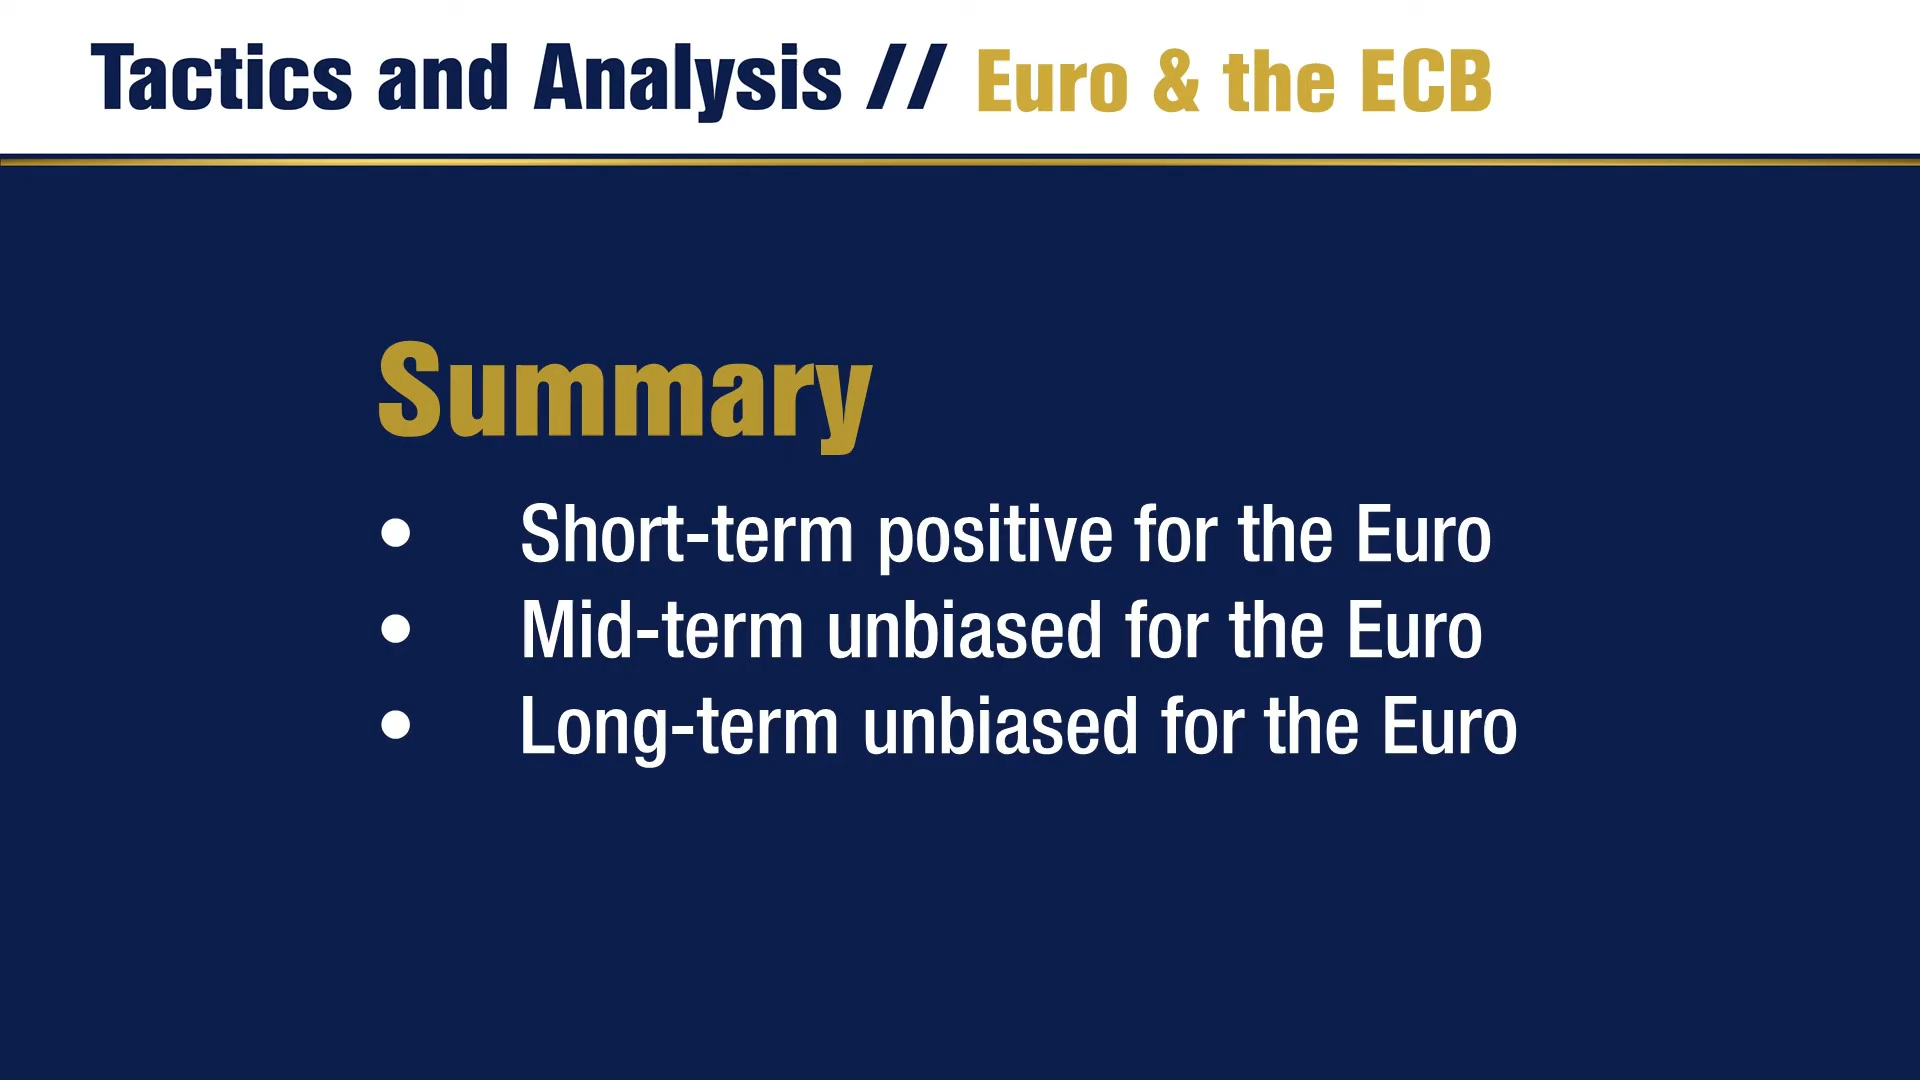 Tactics and Analysis // Euro & the ECB
Summary
• Short-term positive for the Euro
• Mid-term unbiased for the Euro
• Long-term unbiased for the Euro